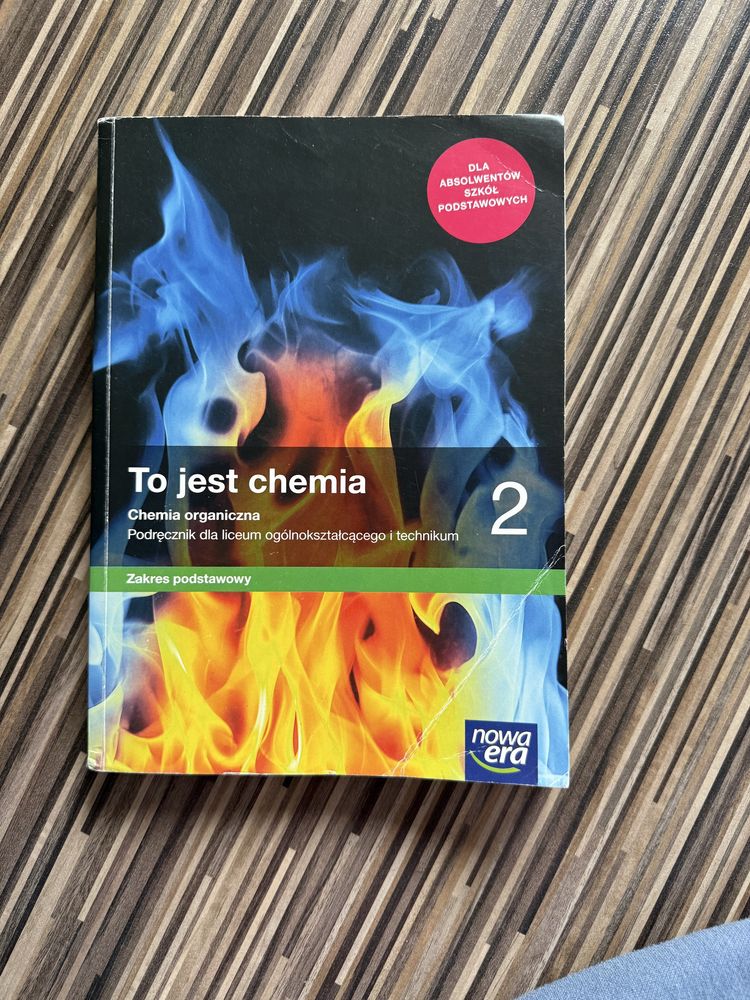 DLA
ABSOLWENTÓW
SZKÓŁ
PODSTAWOWYCH
To jest chemia
2
Chemia organiczna
Podręcznik dla liceum ogólnokształcącego i technikum
Zakres podstawowy
nowa
era